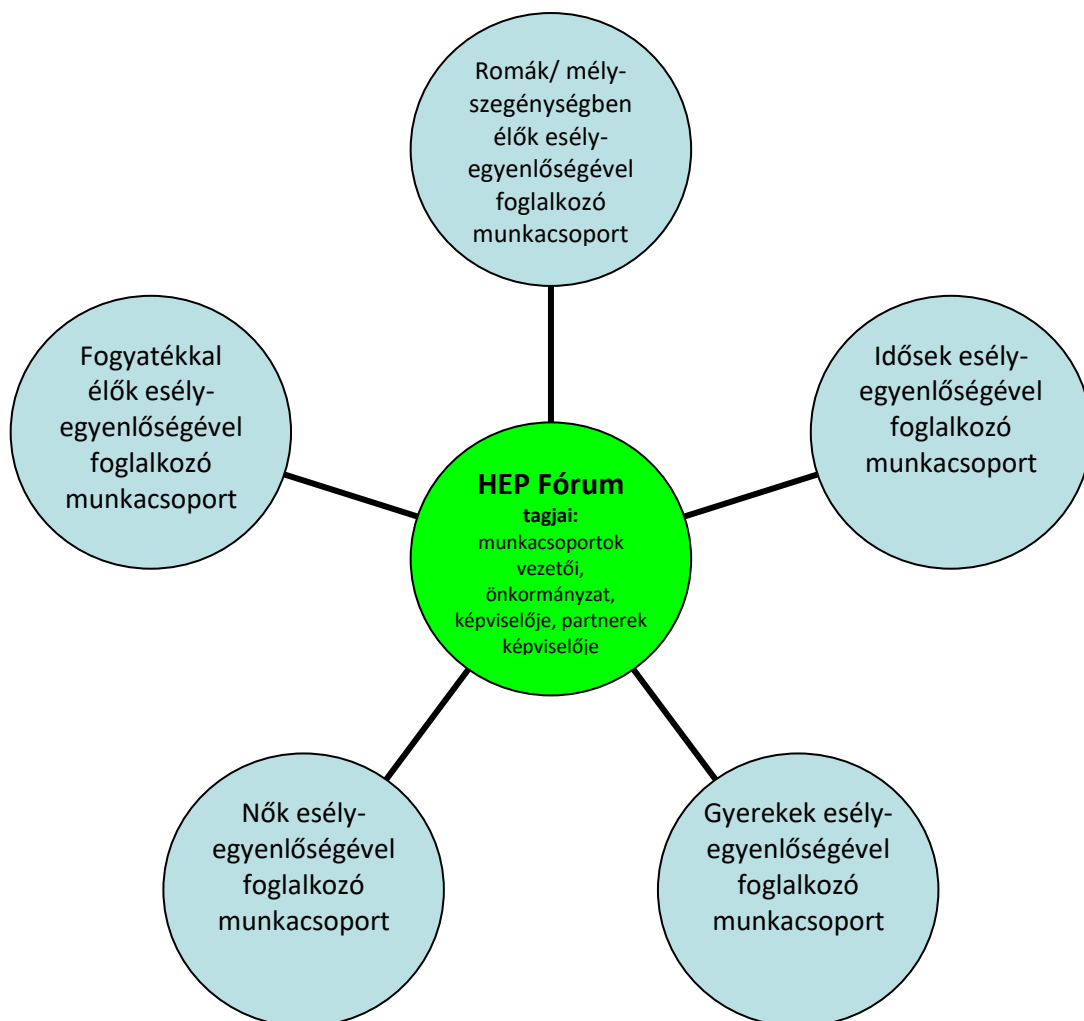 Romák/ mély-
szegénységben
élők esély-
egyenlőségével
foglalkozó
munkacsoport
Fogyatékkal
élők esély-
egyenlőségével
foglalkozó
munkacsoport
Idősek esély-
egyenlőségével
foglalkozó
munkacsoport
HEP Fórum
tagjai:
munkacsoportok
vezetői,
önkormányzat,
képviselője, partnerek
képviselője
Nők esély-
egyenlőségével
foglalkozó
munkacsoport
Gyerekek esély-
egyenlőségével
foglalkozó
munkacsoport